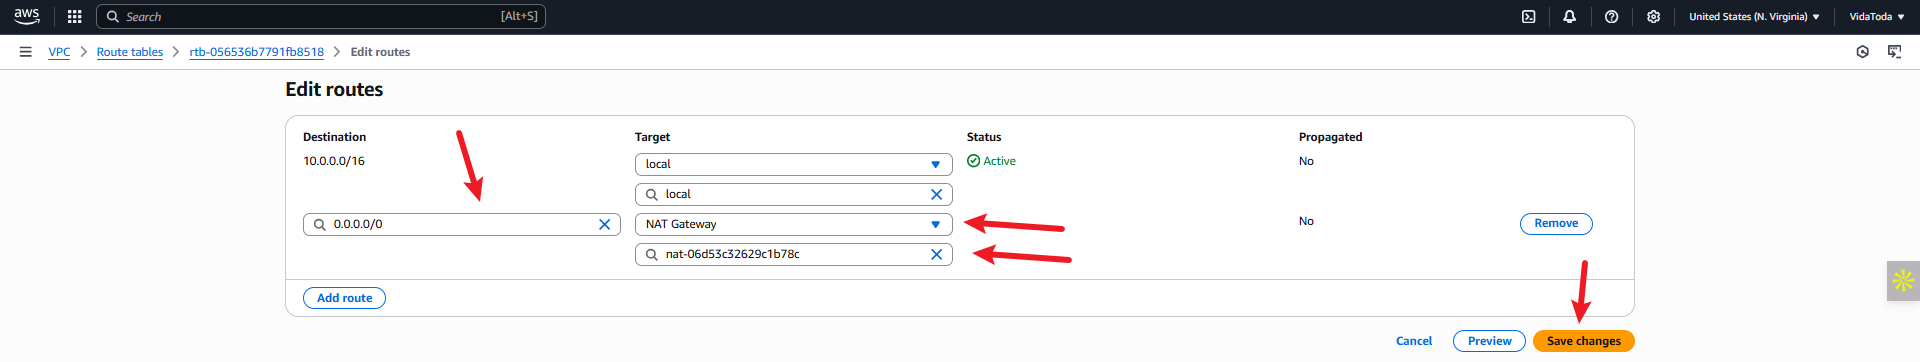 aws
Search [Alt+S]
United States (N. Virginia) VidaToda
VPC Route tables rtb-056536b7791fb8518 Edit routes
Edit routes
Destination Target Status Propagated
10.0.0.0/16 local Active No
local
0.0.0.0/0 NAT Gateway No Remove
nat-06d53c32629c1b78c
Add route
Cancel Preview Save changes